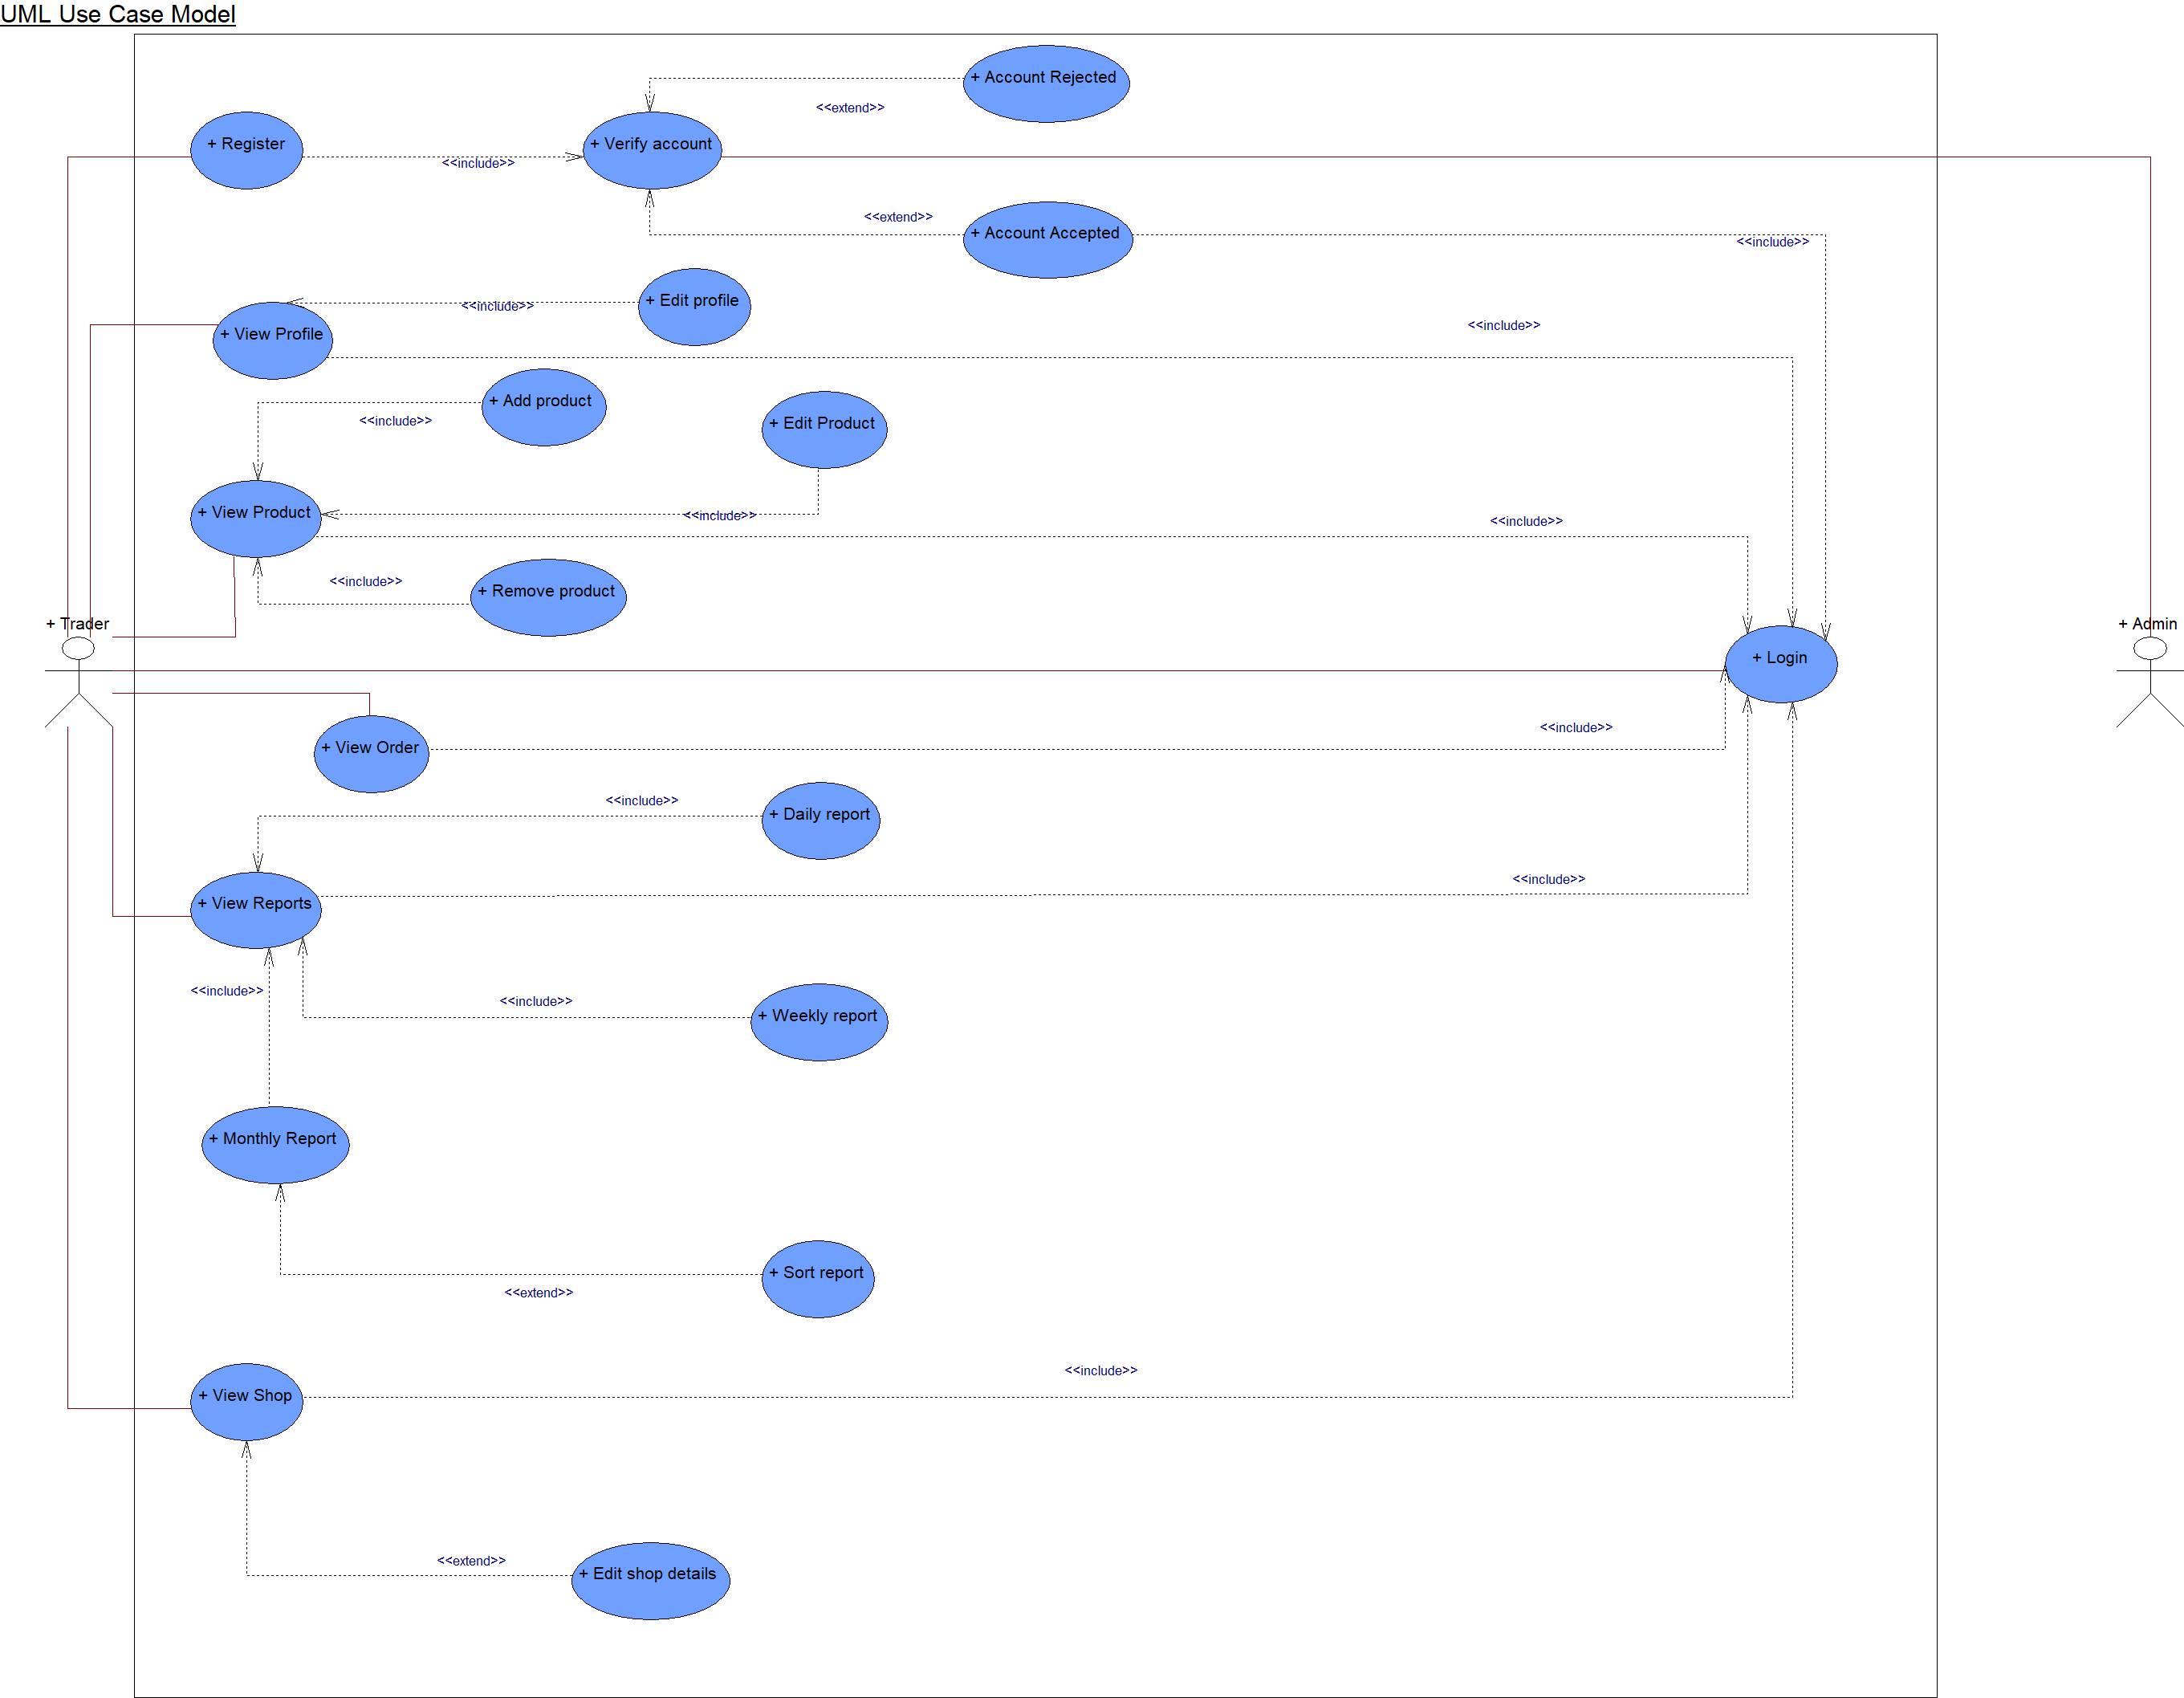 UML Use Case Model
+ Account Rejected
<<extend>>
+ Register
<<include>>
+ Verify account
<<extend>>
+ Account Accepted
<<include>>
+ View Profile
<<include>>
+ Edit profile
<<include>>
+ Add product
<<include>>
+ Edit Product
+ View Product
<<include>>
<<include>>
<<include>>
+ Remove product
+ Trader
+ Admin
+ Login
<<include>>
+ View Order
<<include>>
+ Daily report
<<include>>
+ View Reports
<<include>>
<<include>>
+ Weekly report
+ Monthly Report
+ Sort report
<<extend>>
<<include>>
+ View Shop
<<extend>>
+ Edit shop details